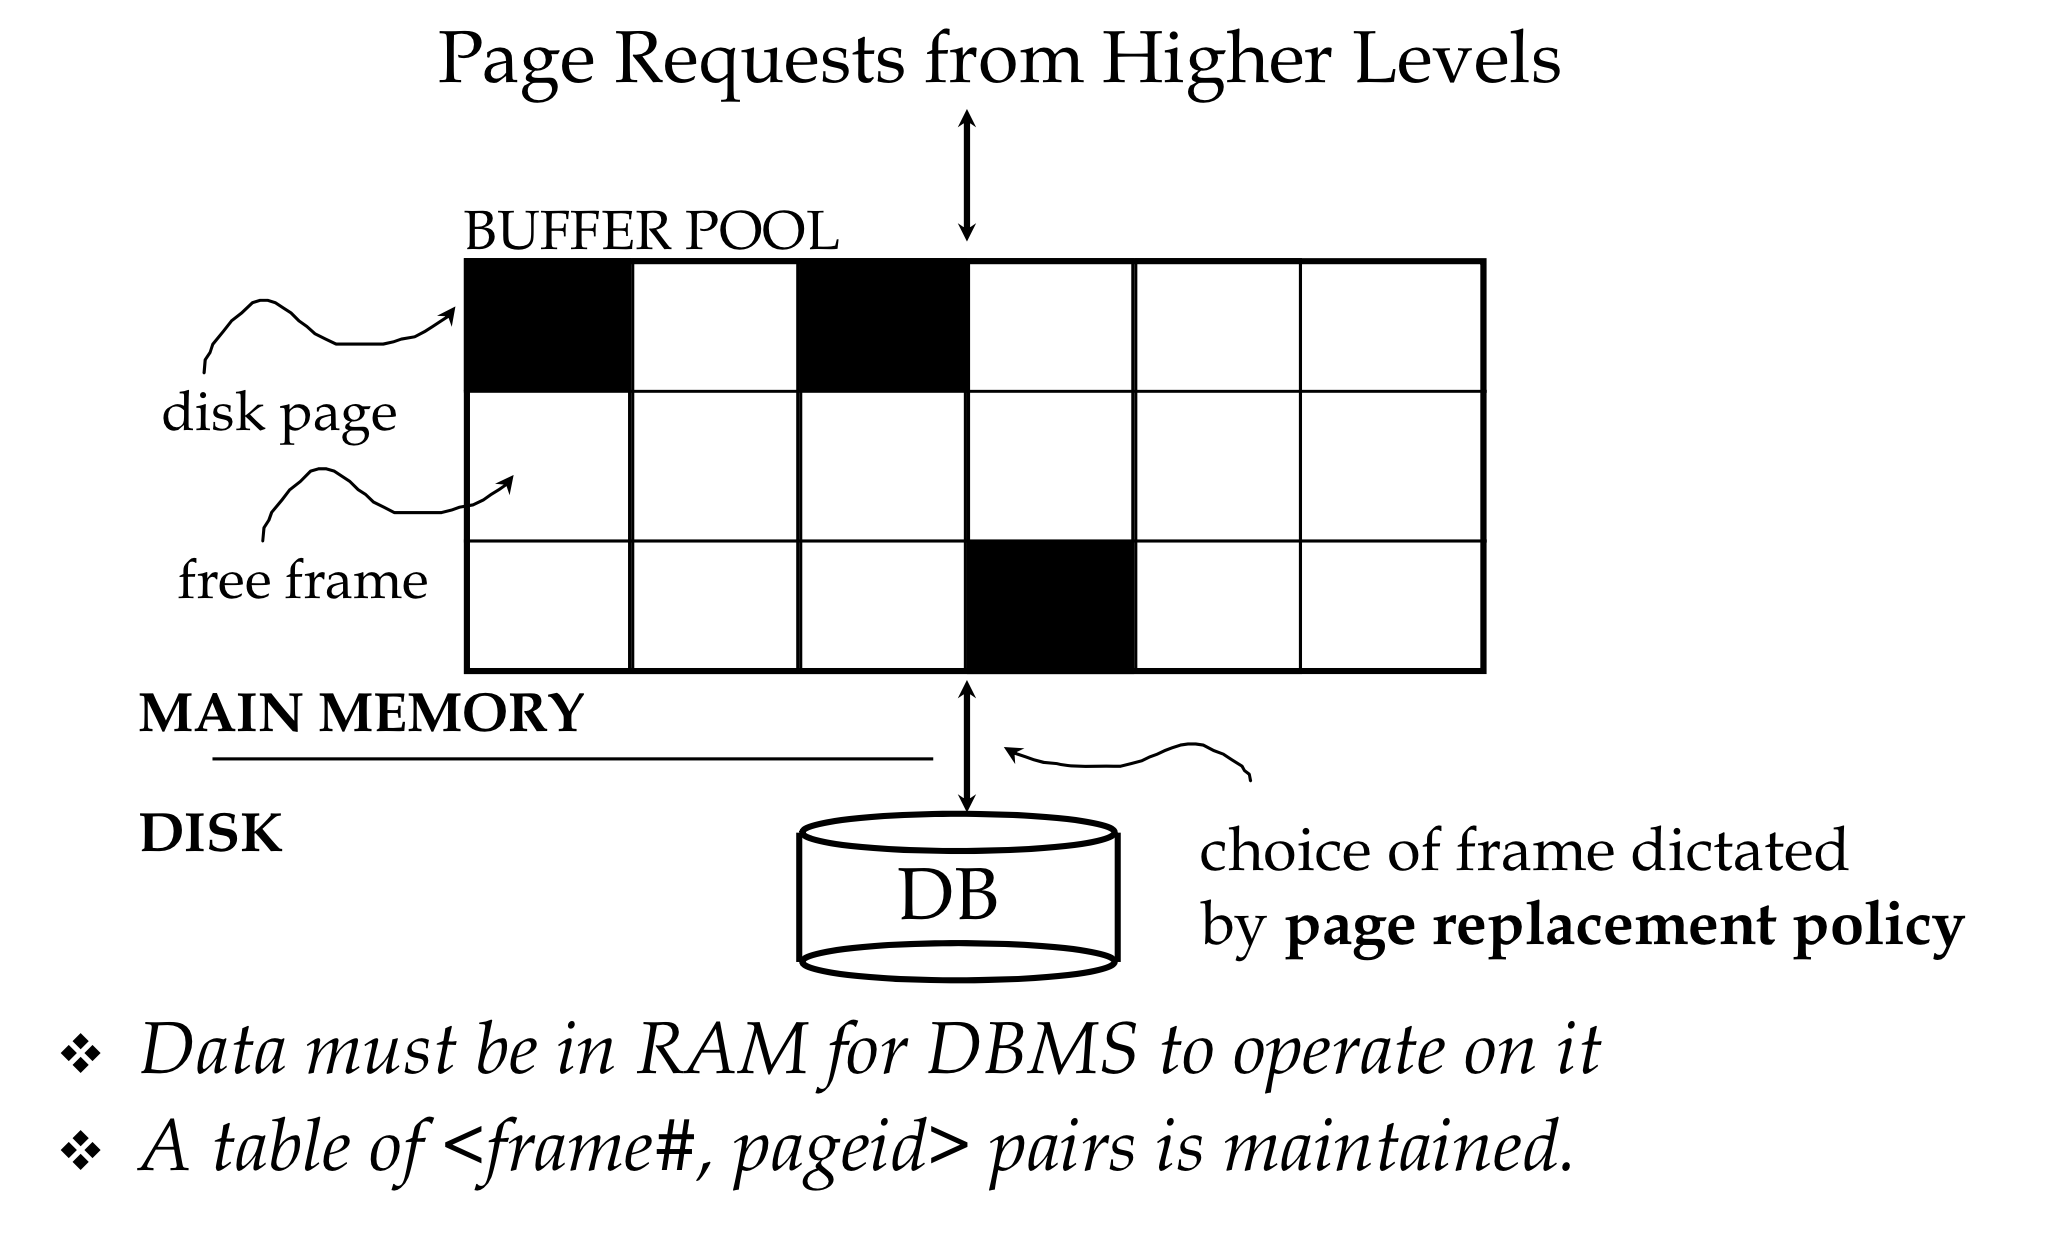 Page Requests from Higher Levels
BUFFER POOL
disk page
free frame
MAIN MEMORY
DISK
DB
choice of frame dictated
by page replacement policy
❖ Data must be in RAM for DBMS to operate on it
❖ A table of <frame#, pageid> pairs is maintained.